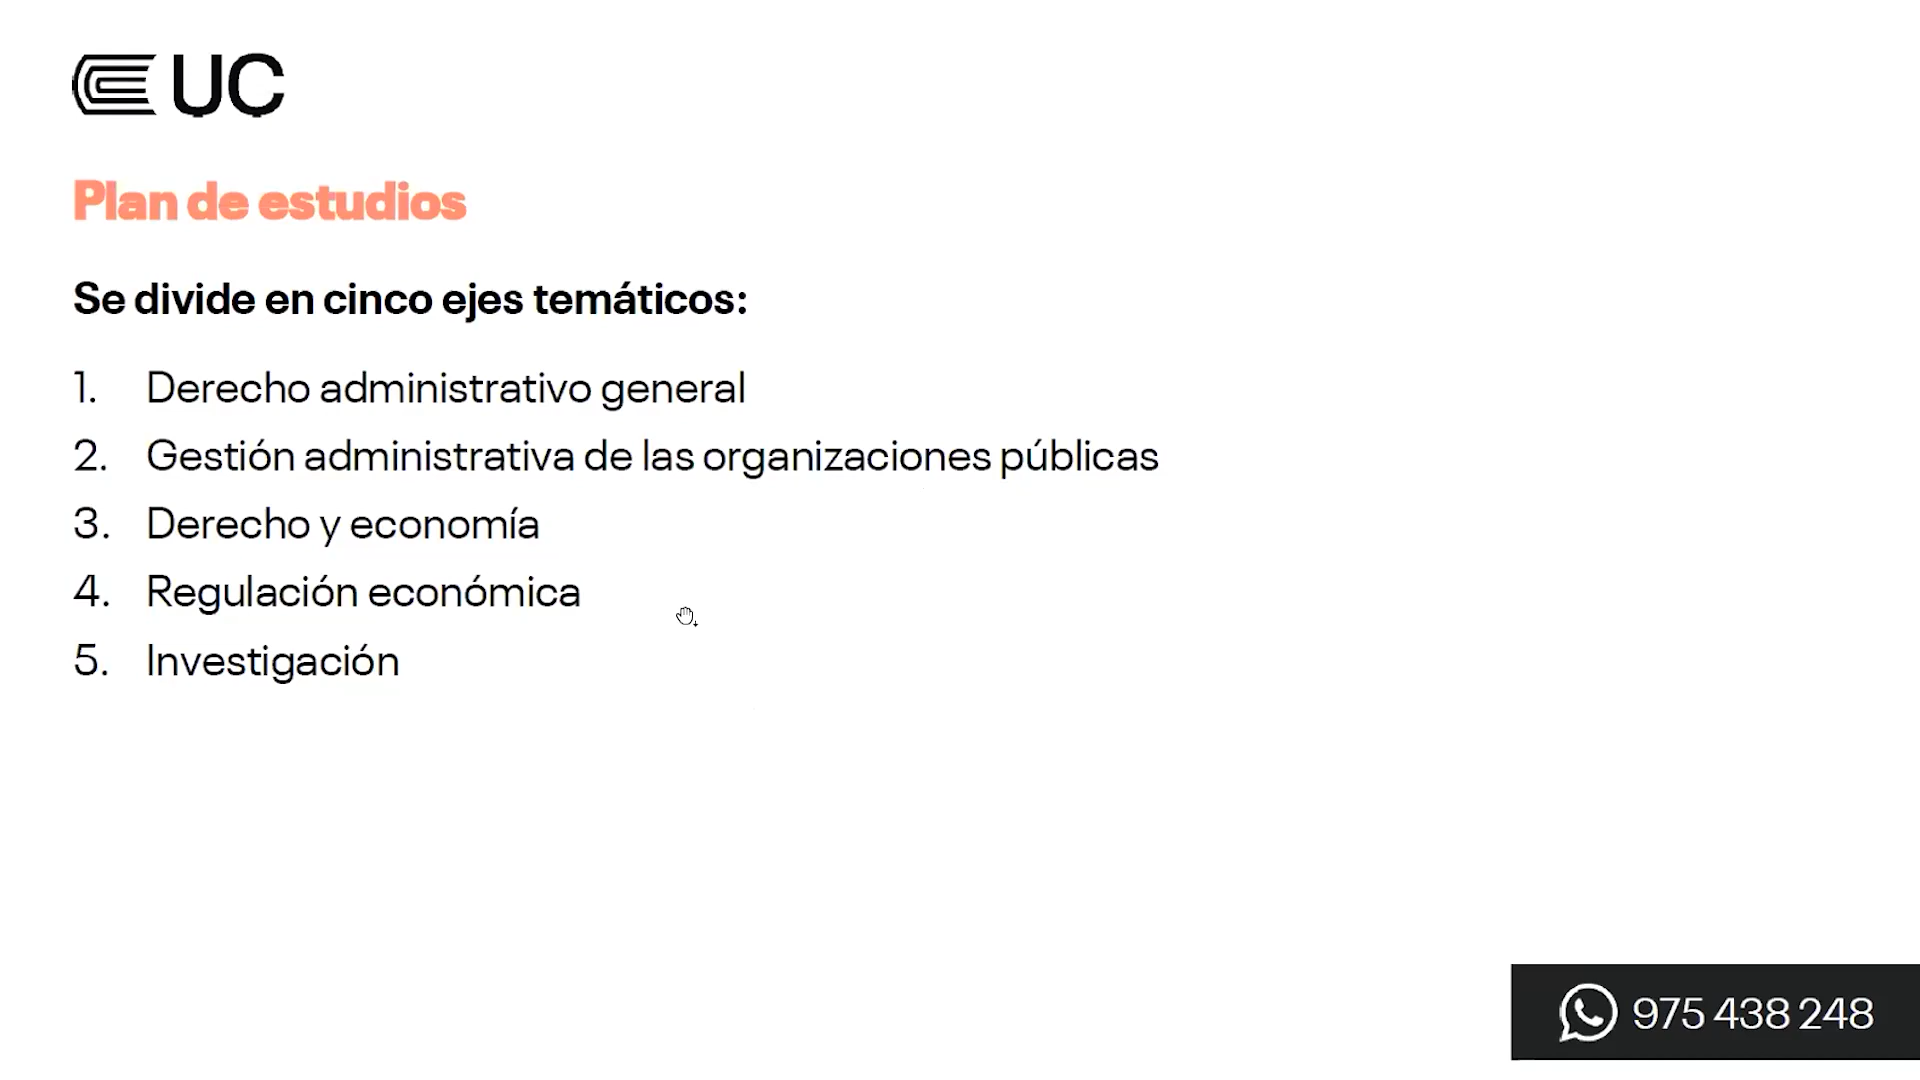 UC
Plan de estudios
Se divide en cinco ejes temáticos:
1. Derecho administrativo general
2. Gestión administrativa de las organizaciones públicas
3. Derecho y economía
4. Regulación económica
5. Investigación
975 438 248